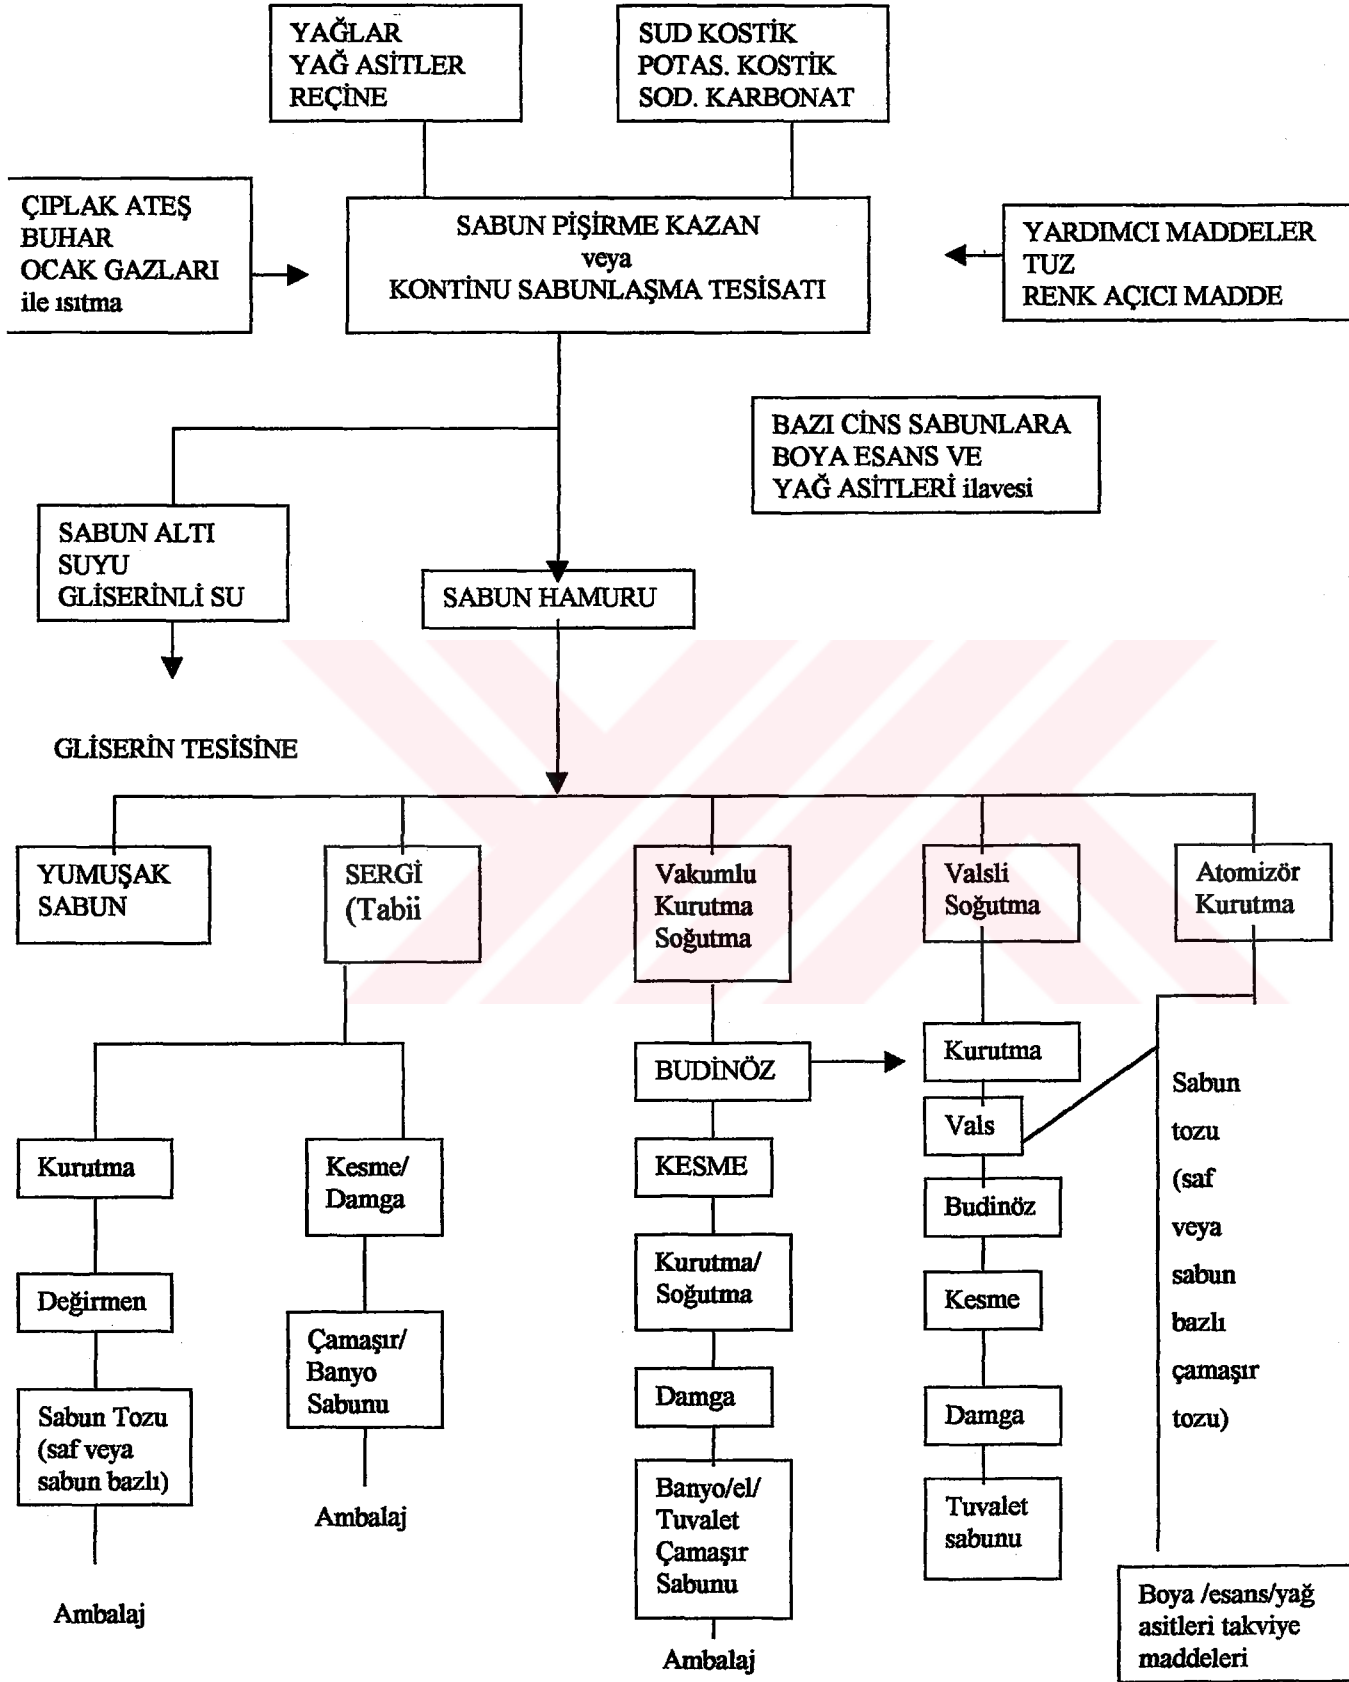 YAĞLAR
YAĞ ASİTLER
REÇİNE
SUD KOSTİK
POTAS. KOSTİK
SOD. KARBONAT
ÇIPLAK ATEŞ
BUHAR
OCAK GAZLARI
ile ısıtma
SABUN PİŞİRME KAZAN
veya
KONTİNU SABUNLAŞMA TESİSATI
YARDIMCI MADDELER
TUZ
RENK AÇICI MADDE
BAZI CİNS SABUNLARA
BOYA ESANS VE
YAĞ ASİTLERİ ilavesi
SABUN ALTI
SUYU
GLİSERİNLİ SU
SABUN HAMURU
GLİSERİN TESİSİNE
YUMUŞAK
SABUN
SERGİ
(Tabii
Vakumlu
Kurutma
Soğutma
Valsli
Soğutma
Atomizör
Kurutma
Kurutma
Değirmen
Sabun Tozu
(saf veya
sabun bazlı)
Ambalaj
Kesme/
Damga
Çamaşır/
Banyo
Sabunu
Ambalaj
BUDİNÖZ
KESME
Kurutma/
Soğutma
Damga
Banyo/el/
Tuvalet
Çamaşır
Sabunu
Ambalaj
Kurutma
Vals
Budinöz
Kesme
Damga
Tuvalet
sabunu
Sabun
tozu
(saf
veya
sabun
bazlı
çamaşır
tozu)
Boya /esans/yağ
asitleri takviye
maddeleri